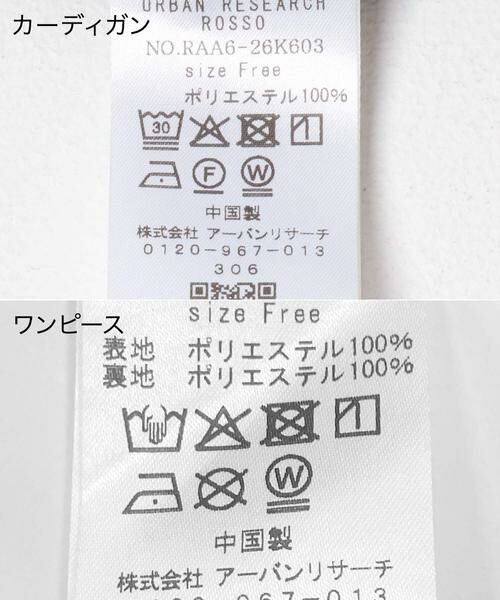 カーディガン
URBAN RESEARCH
ROSSO
NO.RAA6-26K603
size Free
ポリエステル100%
30
F W
中国製
株式会社 アーバンリサーチ
0120-967-013
306
ワンピース
size Free
表地 ポリエステル100%
裏地 ポリエステル100%
W
中国製
株式会社 アーバンリサーチ